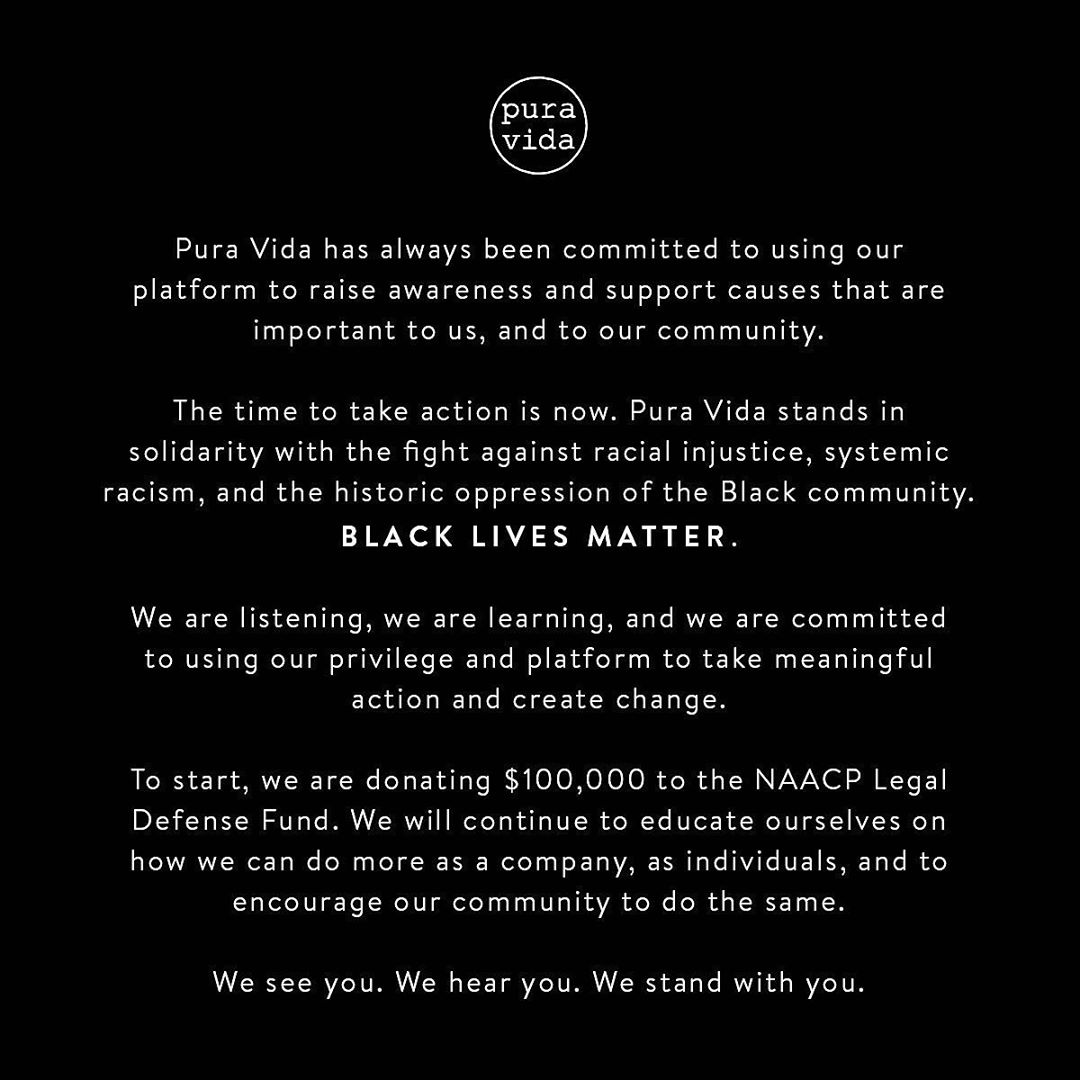 pura
vida
Pura Vida has always been committed to using our
platform to raise awareness and support causes that are
important to us, and to our community.
The time to take action is now. Pura Vida stands in
solidarity with the fight against racial injustice, systemic
racism, and the historic oppression of the Black community.
BLACK LIVES MATTER.
We are listening, we are learning, and we are committed
to using our privilege and platform to take meaningful
action and create change.
To start, we are donating $100,000 to the NAACP Legal
Defense Fund. We will continue to educate ourselves on
how we can do more as a company, as individuals, and to
encourage our community to do the same.
We see you. We hear you. We stand with you.